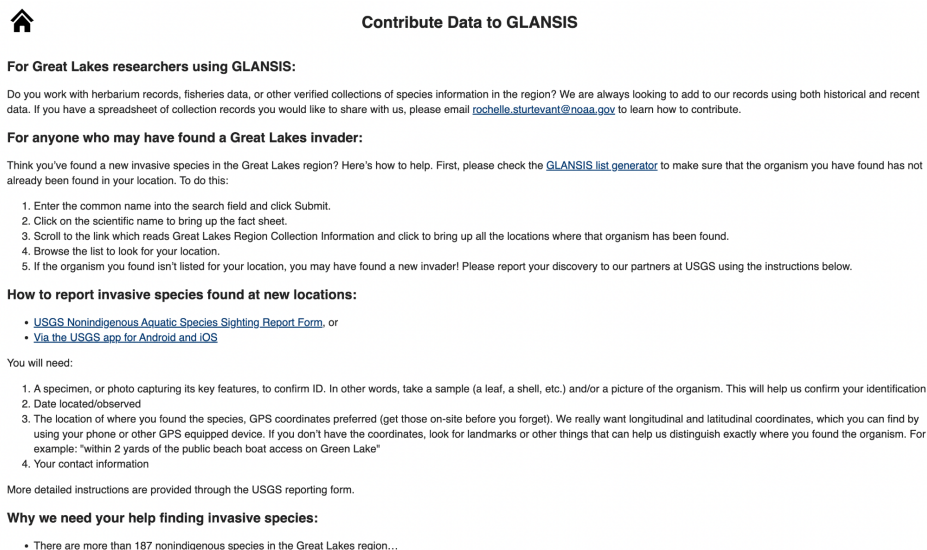 Contribute Data to GLANSIS
For Great Lakes researchers using GLANSIS:
Do you work with herbarium records, fisheries data, or other verified collections of species information in the region? We are always looking to add to our records using both historical and recent
data. If you have a spreadsheet of collection records you would like to share with us, please email rochelle.sturtevant@noaa.gov to learn how to contribute.
For anyone who may have found a Great Lakes invader:
Think you've found a new invasive species in the Great Lakes region? Here's how to help. First, please check the GLANSIS list generator to make sure that the organism you have found has not
already been found in your location. To do this:
1. Enter the common name into the search field and click Submit.
2. Click on the scientific name to bring up the fact sheet.
3. Scroll to the link which reads Great Lakes Region Collection Information and click to bring up all the locations where that organism has been found.
4. Browse the list to look for your location.
5. If the organism you found isn't listed for your location, you may have found a new invader! Please report your discovery to our partners at USGS using the instructions below.
How to report invasive species found at new locations:
• USGS Nonindigenous Aquatic Species Sighting Report Form, or
• Via the USGS app for Android and iOS
You will need:
1. A specimen, or photo capturing its key features, to confirm ID. In other words, take a sample (a leaf, a shell, etc.) and/or a picture of the organism. This will help us confirm your identification
2. Date located/observed
3. The location of where you found the species, GPS coordinates preferred (get those on-site before you forget). We really want longitudinal and latitudinal coordinates, which you can find by
using your phone or other GPS equipped device. If you don't have the coordinates, look for landmarks or other things that can help us distinguish exactly where you found the organism. For
example: "within 2 yards of the public beach boat access on Green Lake"
4. Your contact information
More detailed instructions are provided through the USGS reporting form.
Why we need your help finding invasive species:
• There are more than 187 nonindigenous species in the Great Lakes region…